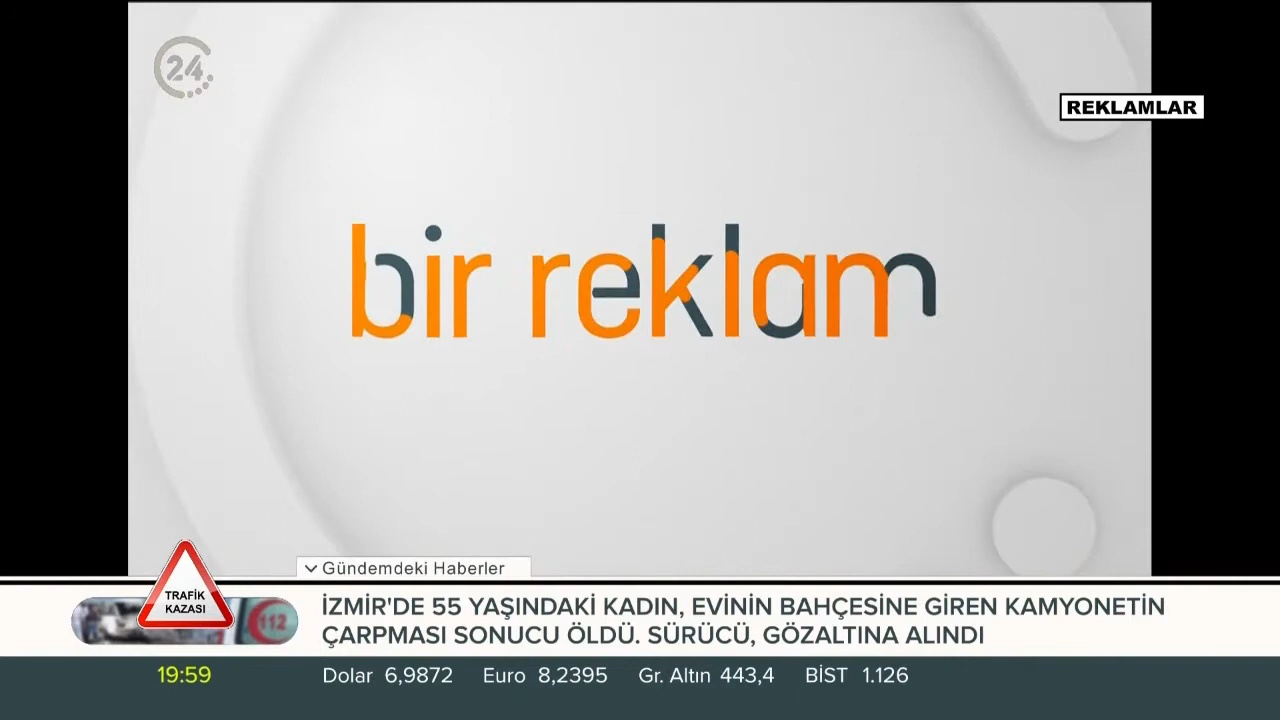 24
REKLAMLAR
bir reklam
Gündemdeki Haberler
TRAFİK
KAZASI
112
İZMİR'DE 55 YAŞINDAKİ KADIN, EVİNİN BAHÇESİNE GİREN KAMYONETİN
ÇARPMASI SONUCU ÖLDÜ. SÜRÜCÜ, GÖZALTINA ALINDI
19:59 Dolar 6,9872 Euro 8,2395 Gr. Altın 443,4 BİST 1.126